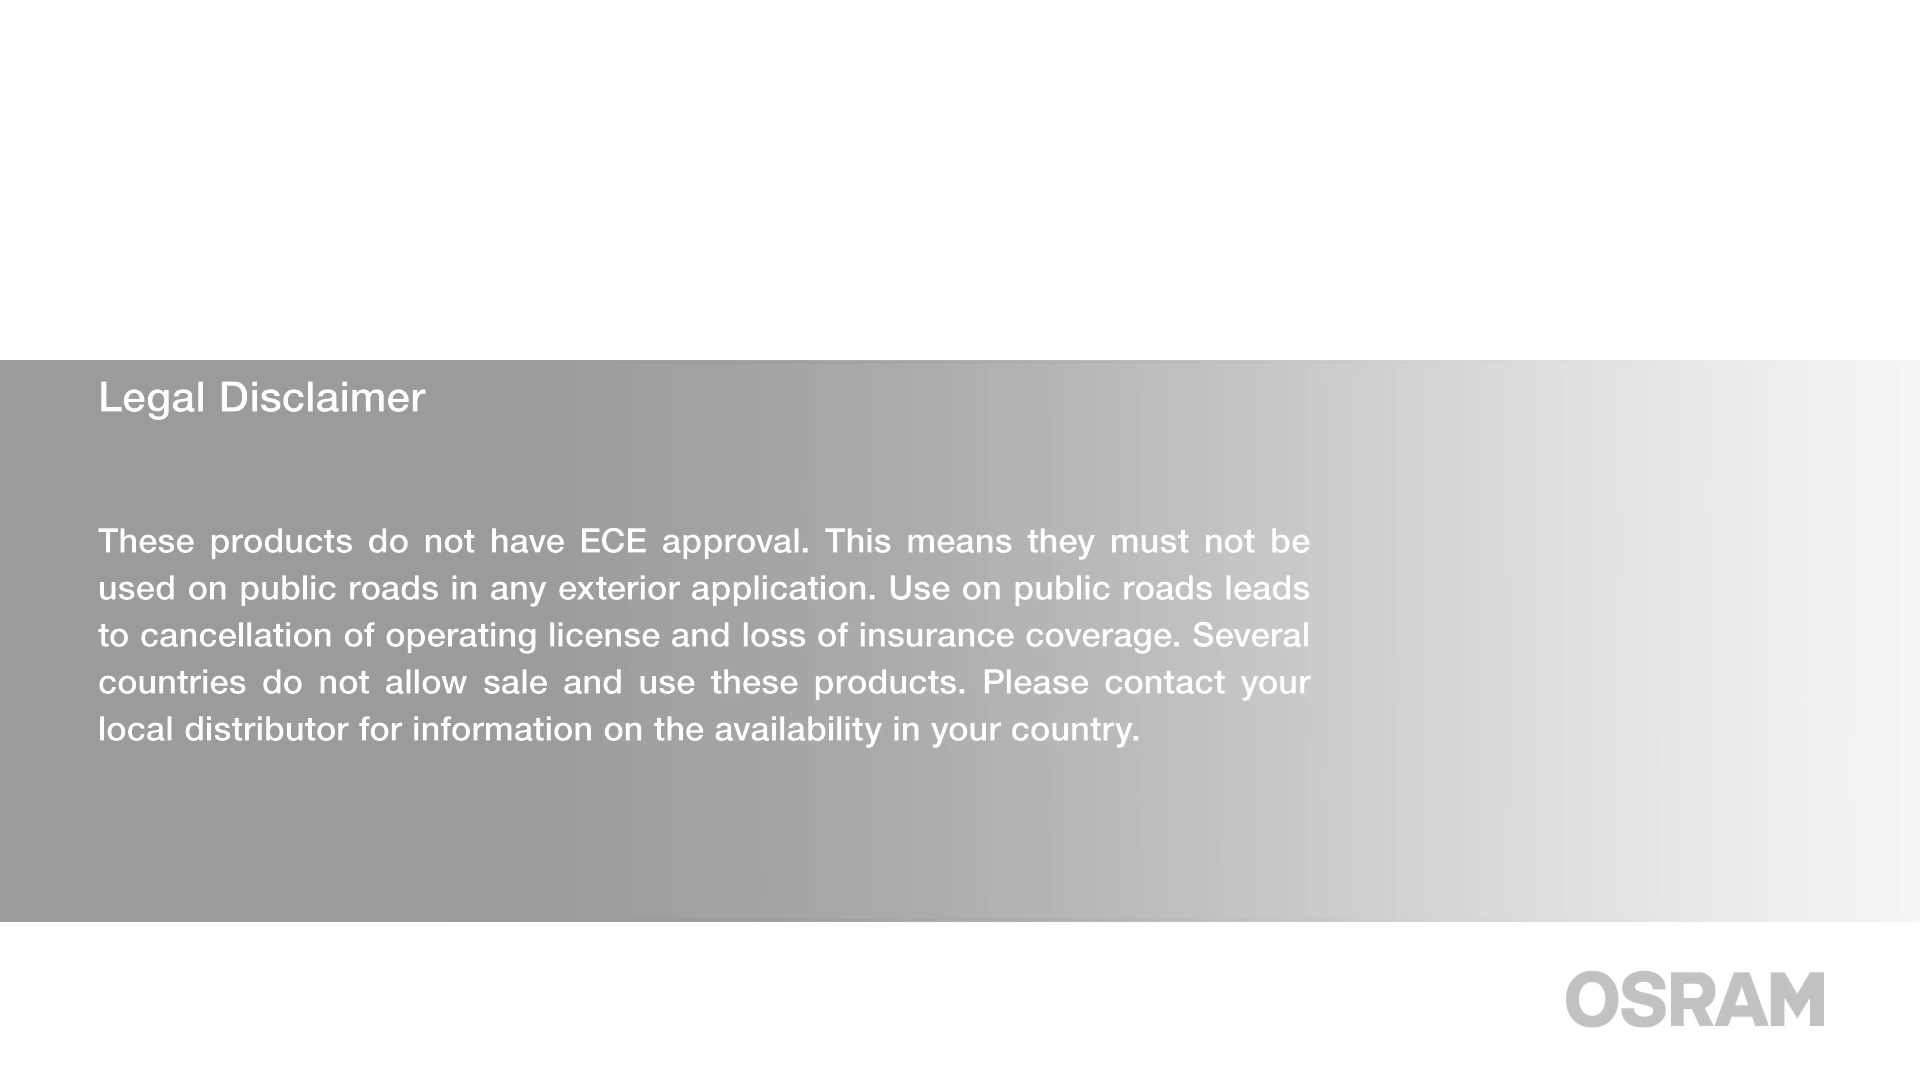 Legal Disclaimer
These products do not have ECE approval. This means they must not be
used on public roads in any exterior application. Use on public roads leads
to cancellation of operating license and loss of insurance coverage. Several
countries do not allow sale and use these products. Please contact your
local distributor for information on the availability in your country.
OSRAM